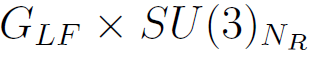 $G_{LF} \times SU(3)_{N_R}$